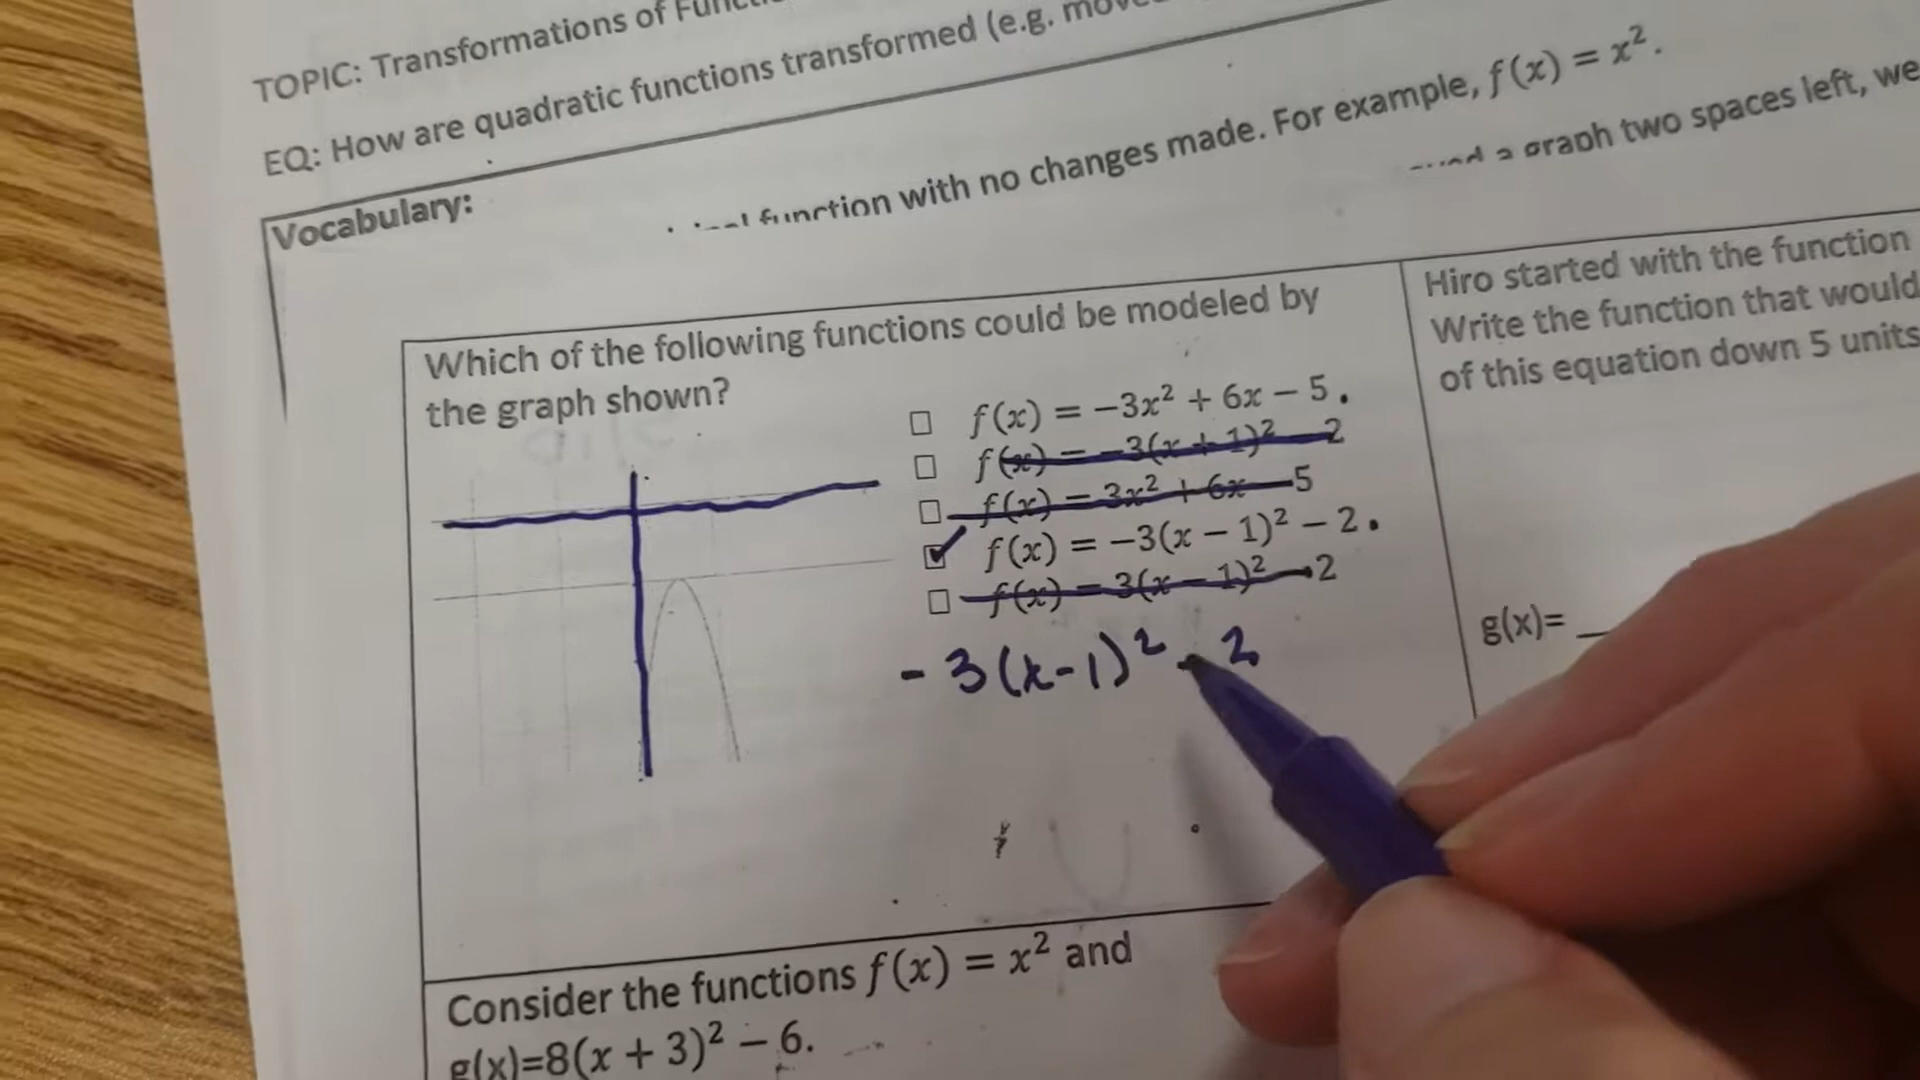 TOPIC: Transformations of
EQ: How are quadratic functions transformed (e.g.
Vocabulary:
function with no changes made. For example, f(x) = x².
a graph two spaces left, we
Which of the following functions could be modeled by
the graph shown?
□ f(x) = −3x² + 6x − 5.
□ f(x) = −3(x + 1)² − 2
□ f(x) = 3x² + 6x − 5
☑ f(x) = −3(x − 1)² − 2.
□ f(x) = 3(x − 1)² − 2
- 3(x-1)² - 2
Hiro started with the function
Write the function that would
of this equation down 5 units
g(x)= _
Consider the functions f(x) = x² and
g(x)=8(x + 3)² − 6.